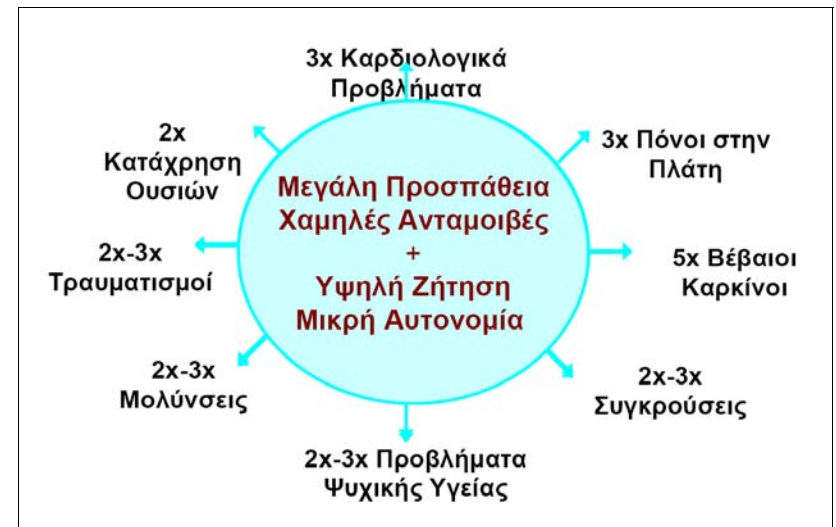 3x Καρδιολογικά
Προβλήματα
2x
Κατάχρηση
Ουσιών
3x Πόνοι στην
Πλάτη
Μεγάλη Προσπάθεια
Χαμηλές Ανταμοιβές
+
Υψηλή Ζήτηση
Μικρή Αυτονομία
2x-3x
Τραυματισμοί
5x Βέβαιοι
Καρκίνοι
2x-3x
Μολύνσεις
2x-3x
Συγκρούσεις
2x-3x Προβλήματα
Ψυχικής Υγείας